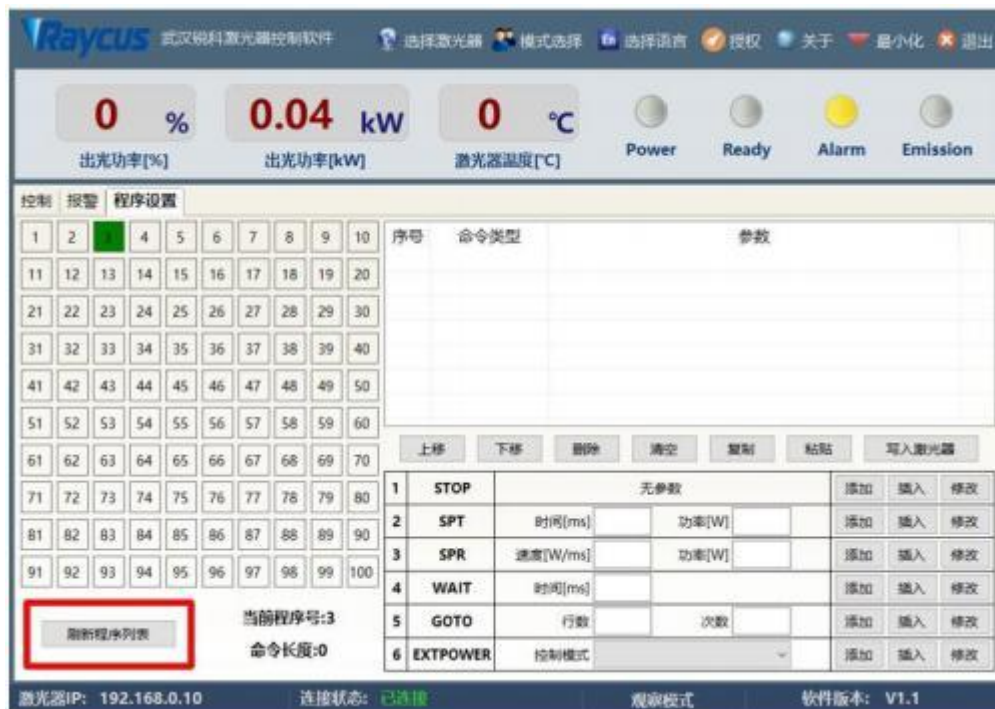 Raycus 武汉锐科激光器控制软件 选择激光器 模式选择 En 选择语言 授权 关于 最小化 退出
0 % 0.04 kW 0 ℃
出光功率[%] 出光功率[kW] 激光器温度[℃] Power Ready Alarm Emission
控制 报警 程序设置
1 2 3 4 5 6 7 8 9 10 序号 命令类型 参数
11 12 13 14 15 16 17 18 19 20
21 22 23 24 25 26 27 28 29 30
31 32 33 34 35 36 37 38 39 40
41 42 43 44 45 46 47 48 49 50
51 52 53 54 55 56 57 58 59 60
上移 下移 删除 清空 复制 粘贴 写入激光器
61 62 63 64 65 66 67 68 69 70
71 72 73 74 75 76 77 78 79 80 1 STOP 无参数 添加 插入 修改
81 82 83 84 85 86 87 88 89 90 2 SPT 时间[ms] 功率[W] 添加 插入 修改
3 SPR 速度[W/ms] 功率[W] 添加 插入 修改
91 92 93 94 95 96 97 98 99 100 4 WAIT 时间[ms] 添加 插入 修改
刷新程序列表 当前程序号:3 5 GOTO 行数 次数 添加 插入 修改
命令长度:0 6 EXTPOWER 控制模式 添加 插入 修改
激光器IP: 192.168.0.10 连接状态: 已连接 观察模式 软件版本: V1.1